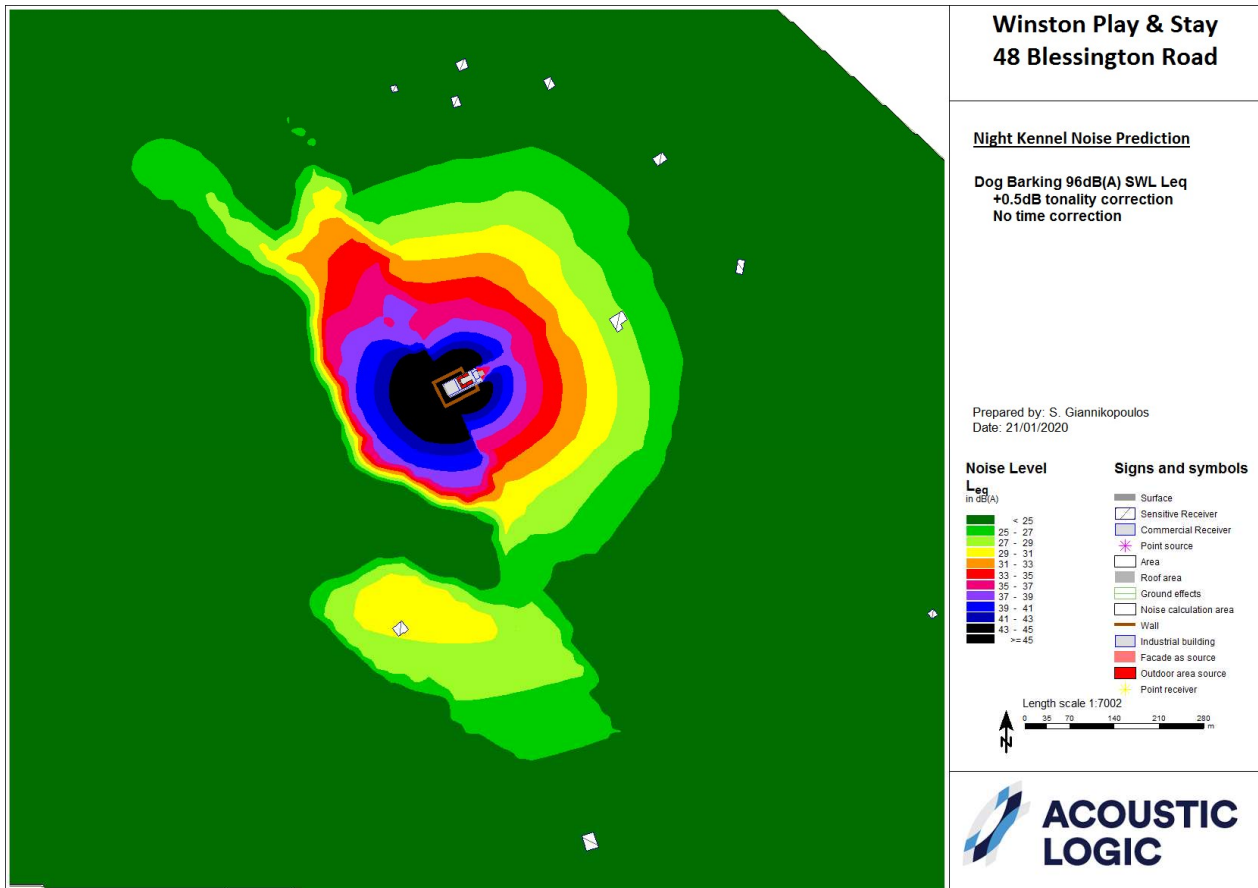 Winston Play & Stay
48 Blessington Road
Night Kennel Noise Prediction
Dog Barking 96dB(A) SWL Leq
+0.5dB tonality correction
No time correction
Prepared by: S. Giannikopoulos
Date: 21/01/2020
Noise Level
Leq
in dB(A)
< 25
25 - 27
27 - 29
29 - 31
31 - 33
33 - 35
35 - 37
37 - 39
39 - 41
41 - 43
43 - 45
>= 45
Signs and symbols
Surface
Sensitive Receiver
Commercial Receiver
Point source
Area
Roof area
Ground effects
Noise calculation area
Wall
Industrial building
Facade as source
Outdoor area source
Point receiver
Length scale 1:7002
0 35 70 140 210 280
m
N
ACOUSTIC
LOGIC